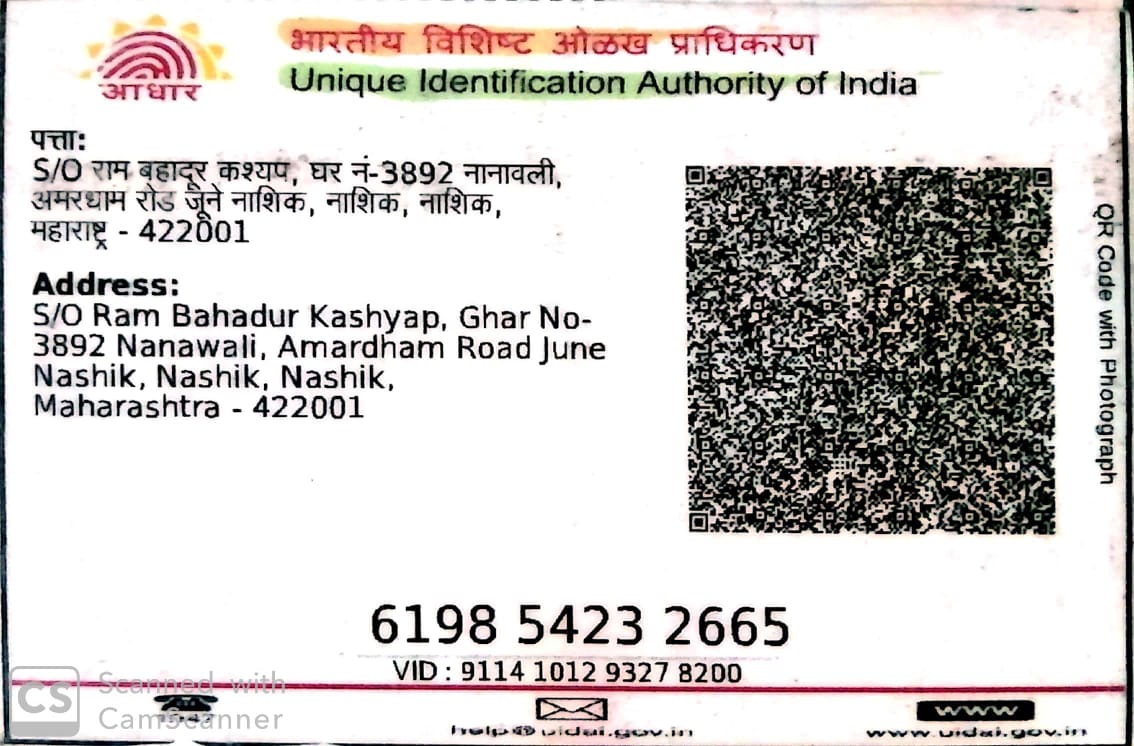 भारतीय विशिष्ट ओळख प्राधिकरण
Unique Identification Authority of India
आधार
पत्ता:
S/O राम बहादूर कश्यप, घर नं-3892 नानावली,
अमरधाम रोड जूने नाशिक, नाशिक, नाशिक,
महाराष्ट्र - 422001
Address:
S/O Ram Bahadur Kashyap, Ghar No-
3892 Nanawali, Amardham Road June
Nashik, Nashik, Nashik,
Maharashtra - 422001
QR Code with Photograph
6198 5423 2665
VID : 9114 1012 9327 8200
CS Scanned with
CamScanner
help@uidai.gov.in
www
www.uidai.gov.in